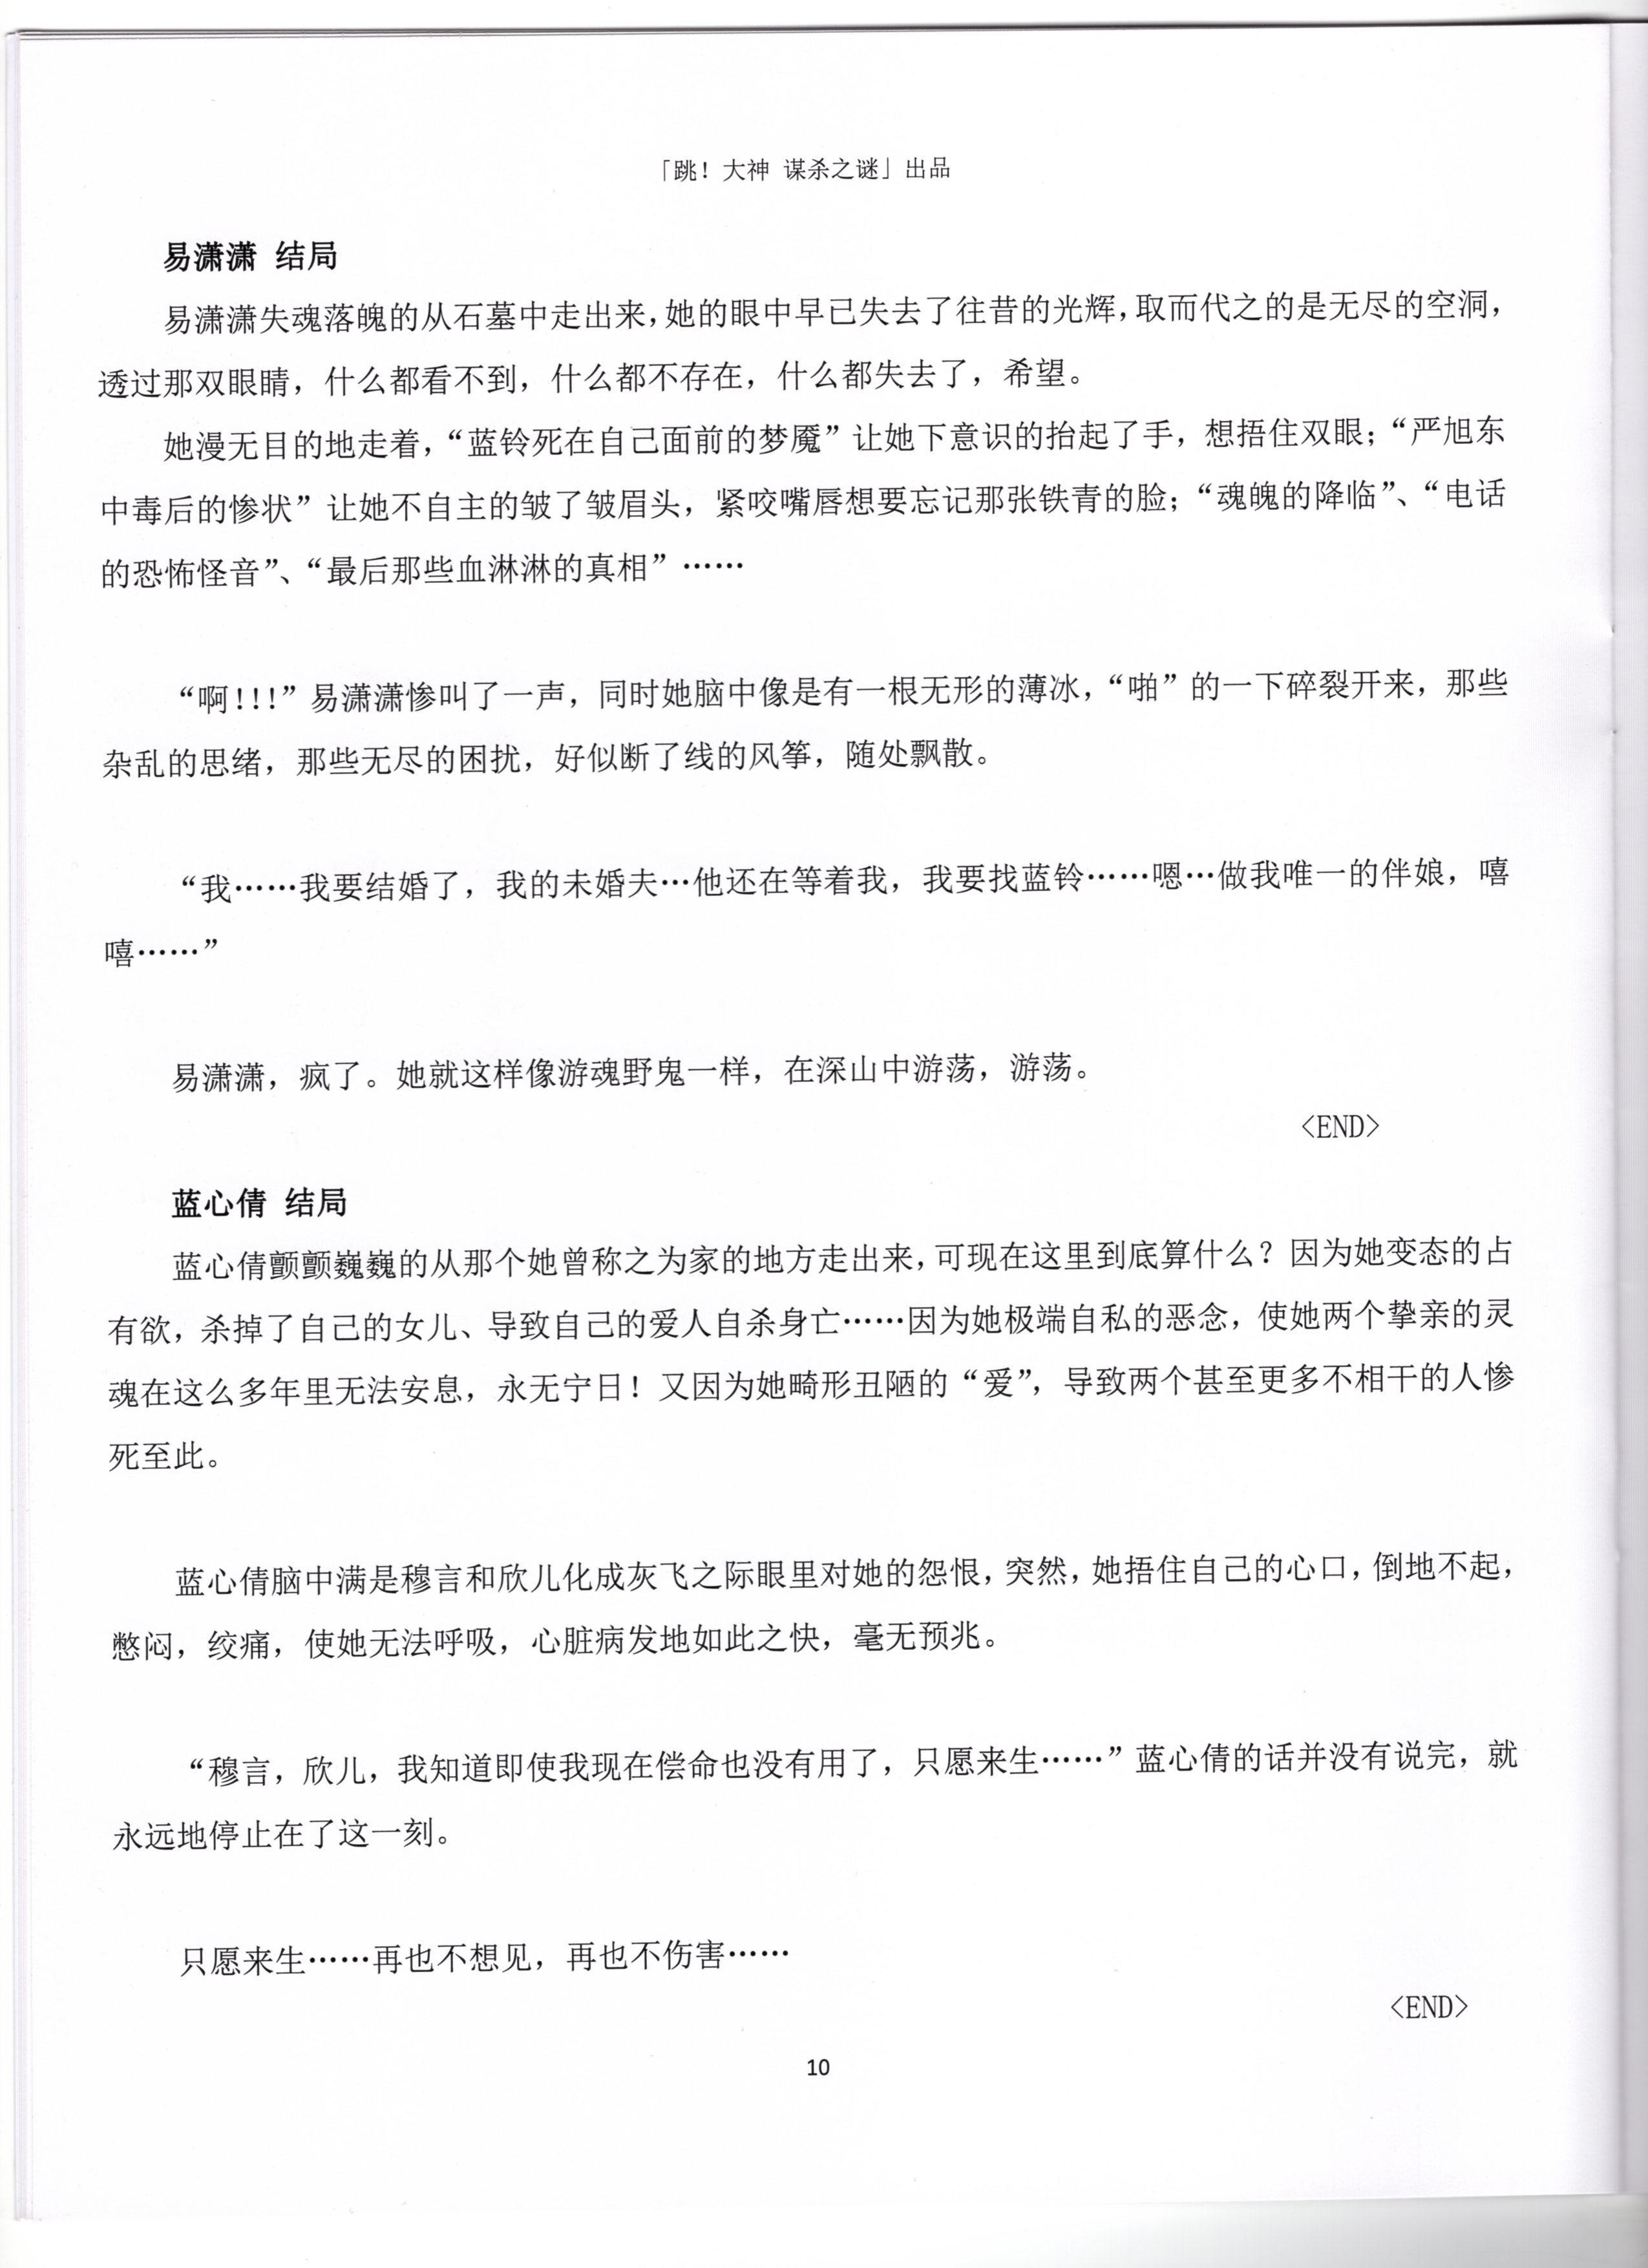 「跳！大神 谋杀之谜」出品
易潇潇 结局
易潇潇失魂落魄的从石墓中走出来，她的眼中早已失去了往昔的光辉，取而代之的是无尽的空洞，
透过那双眼睛，什么都看不到，什么都不存在，什么都失去了，希望。
她漫无目的地走着，“蓝铃死在自己面前的梦魇”让她下意识的抬起了手，想捂住双眼；“严旭东
中毒后的惨状”让她不自主的皱了皱眉头，紧咬嘴唇想要忘记那张铁青的脸；“魂魄的降临”、“电话
的恐怖怪音”、“最后那些血淋淋的真相”……
“啊！！！”易潇潇惨叫了一声，同时她脑中像是有一根无形的薄冰，“啪”的一下碎裂开来，那些
杂乱的思绪，那些无尽的困扰，好似断了线的风筝，随处飘散。
“我……我要结婚了，我的未婚夫…他还在等着我，我要找蓝铃……嗯…做我唯一的伴娘，嘻
嘻……”
易潇潇，疯了。她就这样像游魂野鬼一样，在深山中游荡，游荡。
<END>
蓝心倩 结局
蓝心倩颤颤巍巍的从那个她曾称之为家的地方走出来，可现在这里到底算什么？因为她变态的占
有欲，杀掉了自己的女儿、导致自己的爱人自杀身亡……因为她极端自私的恶念，使她两个挚亲的灵
魂在这么多年里无法安息，永无宁日！又因为她畸形丑陋的“爱”，导致两个甚至更多不相干的人惨
死至此。
蓝心倩脑中满是穆言和欣儿化成灰飞之际眼里对她的怨恨，突然，她捂住自己的心口，倒地不起，
憋闷，绞痛，使她无法呼吸，心脏病发地如此之快，毫无预兆。
“穆言，欣儿，我知道即使我现在偿命也没有用了，只愿来生……”蓝心倩的话并没有说完，就
永远地停止在了这一刻。
只愿来生……再也不想见，再也不伤害……
<END>
10